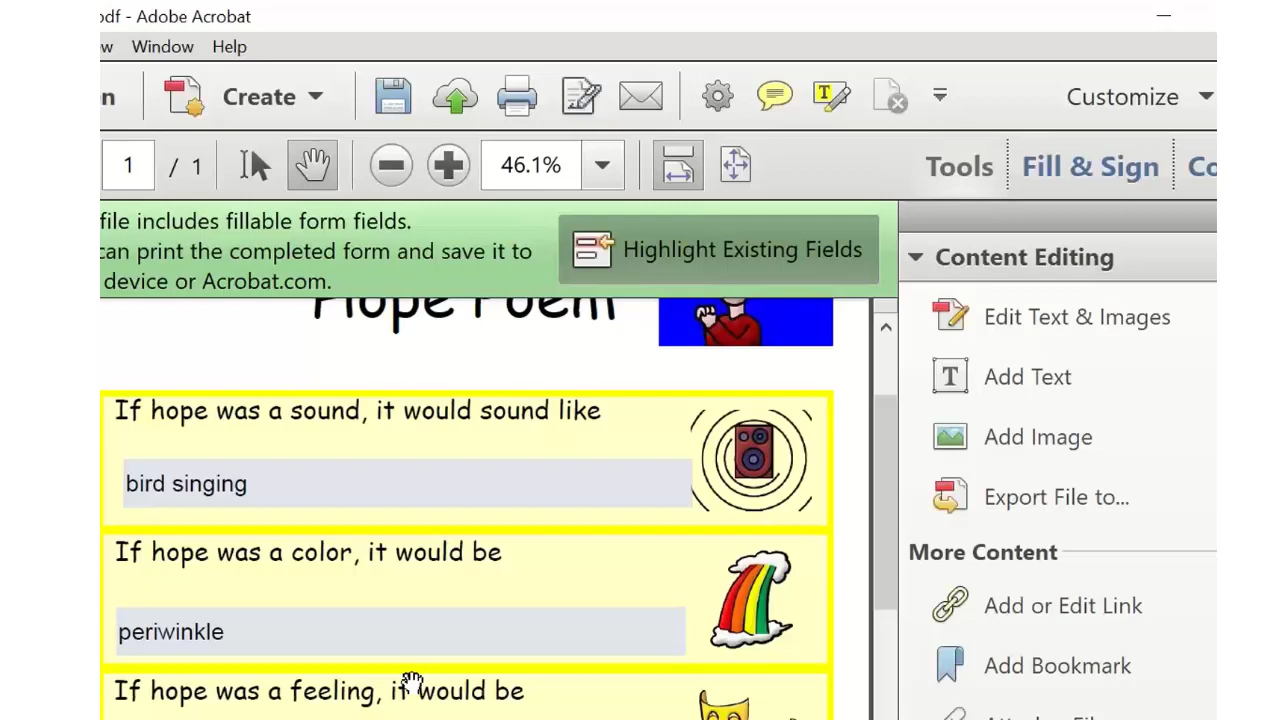 pdf - Adobe Acrobat
Window Help
Create Customize
1 / 1 46.1% Tools Fill & Sign
file includes fillable form fields.
can print the completed form and save it to
device or Acrobat.com.
Highlight Existing Fields
Hope Poem
If hope was a sound, it would sound like
bird singing
If hope was a color, it would be
periwinkle
If hope was a feeling, it would be
Content Editing
Edit Text & Images
T Add Text
Add Image
Export File to...
More Content
Add or Edit Link
Add Bookmark